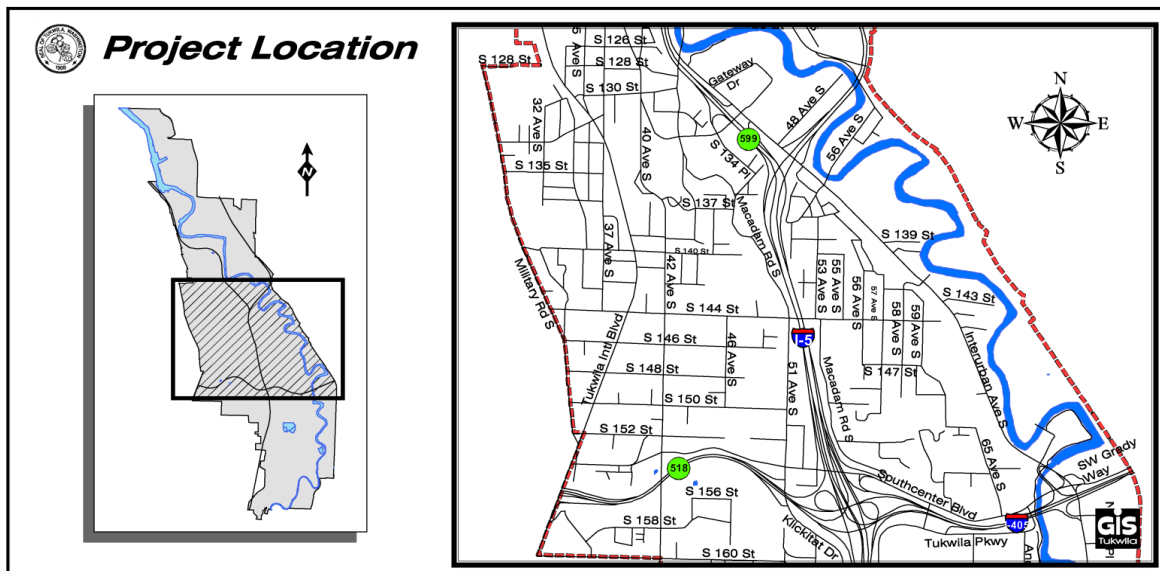 Project Location
SEAL OF TUKWILA, WASHINGTON
1908
N
S 126 St
S 128 St
S 128 St
S 130 St
Gateway
Dr
32 Ave S
40 Ave S
48 Ave S
56 Ave S
599
S 134 Pl
S 135 St
S 137 St
Macadam Rd S
37 Ave S
42 Ave S
S 140 St
S 139 St
Military Rd S
Tukwila Intl Blvd
S 144 St
S 143 St
53 Ave S
55 Ave S
56 Ave S
57 Ave S
58 Ave S
59 Ave S
Interurban Ave S
I-5
S 146 St
46 Ave S
S 147 St
S 148 St
51 Ave S
Macadam Rd S
S 150 St
S 152 St
65 Ave S
SW Grady
Way
518
S 156 St
Southcenter Blvd
S 158 St
Klickitat Dr
Tukwila Pkwy
I-405
S 160 St
N
W
E
S
GIS
Tukwila